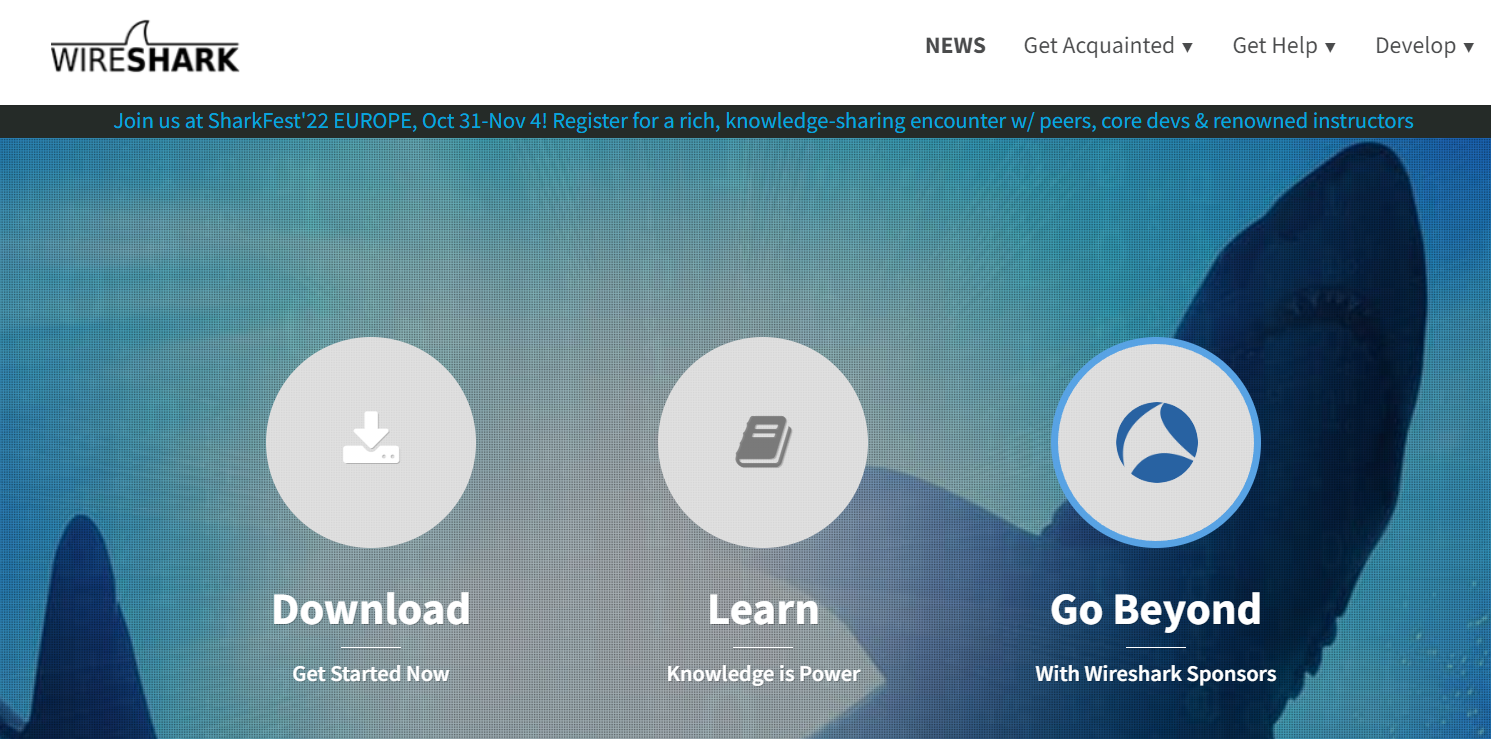 WIRESHARK
NEWS Get Acquainted ▼ Get Help ▼ Develop ▼
Join us at SharkFest'22 EUROPE, Oct 31-Nov 4! Register for a rich, knowledge-sharing encounter w/ peers, core devs & renowned instructors
Download
Get Started Now
Learn
Knowledge is Power
Go Beyond
With Wireshark Sponsors